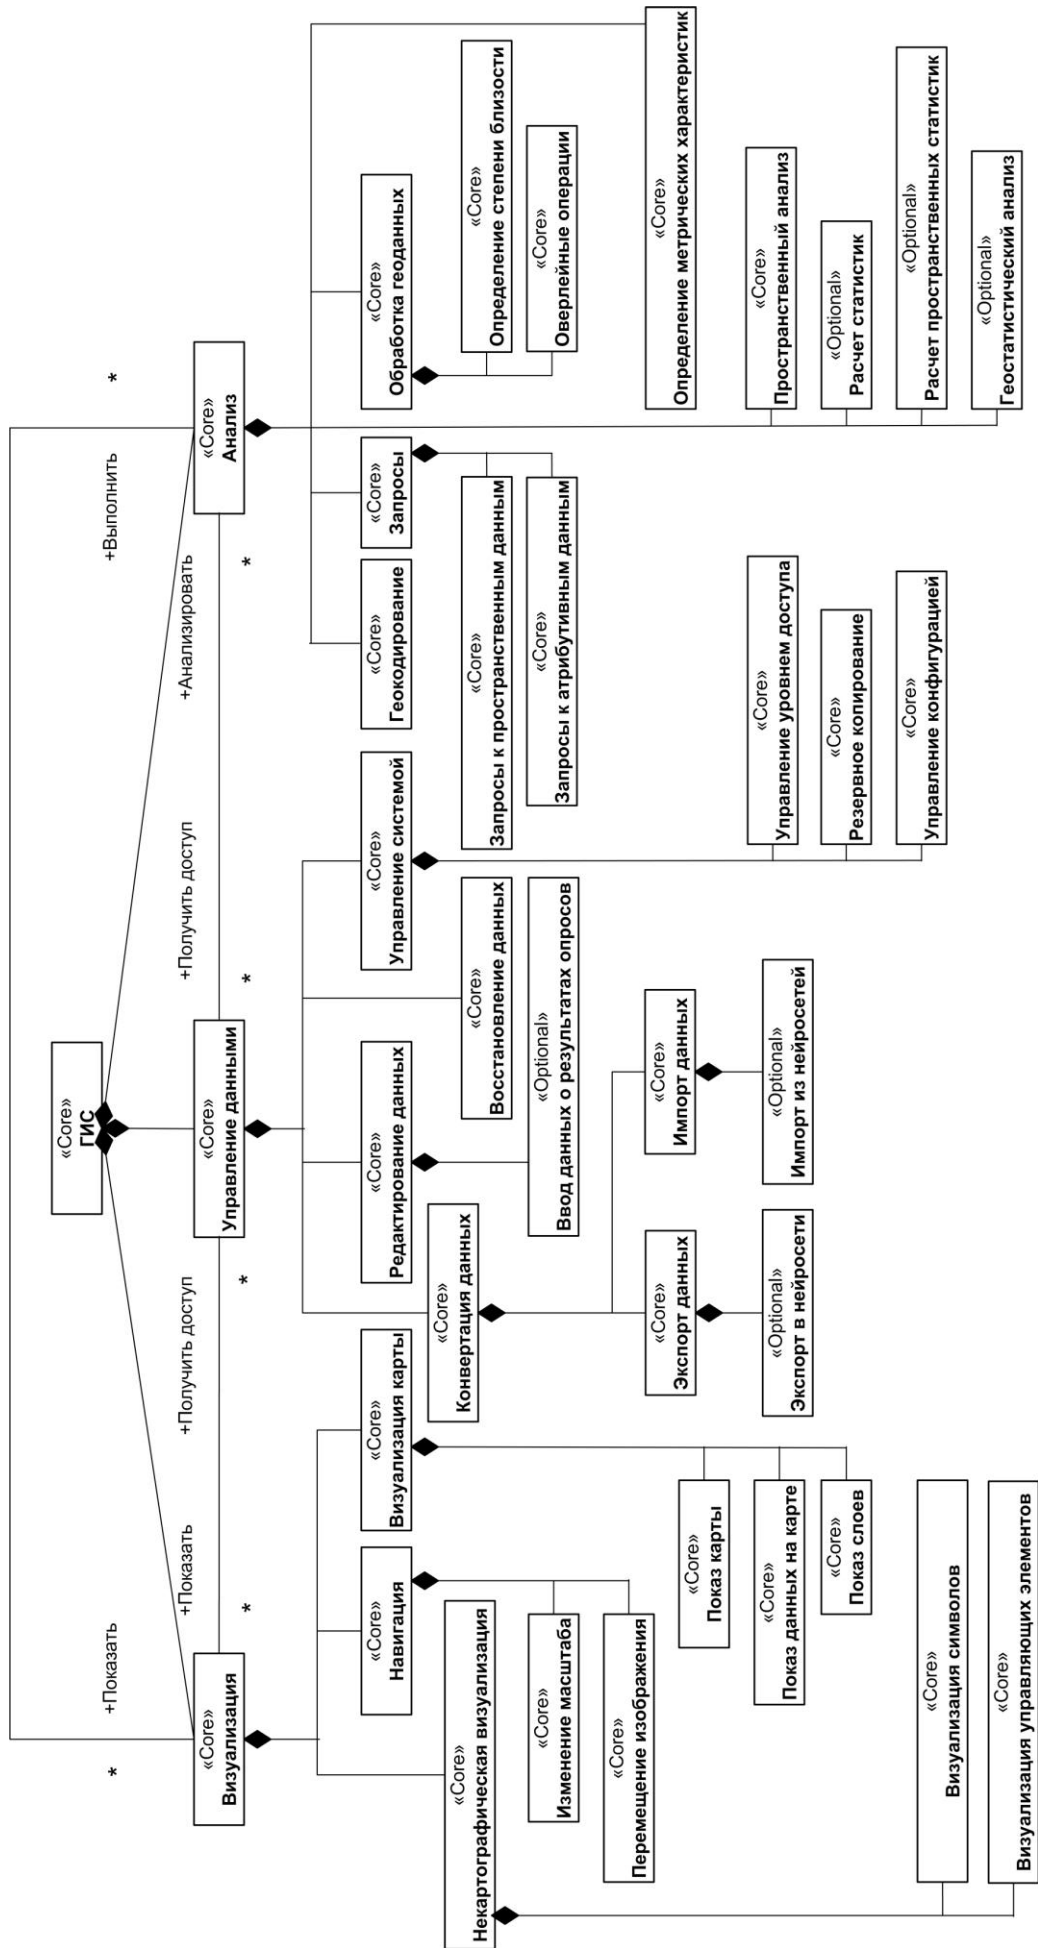 «Core»
ГИС
*
+Показать
+Выполнить
*
«Core»
Визуализация
+Показать
*
+Получить доступ
*
«Core»
Управление данными
+Получить доступ
*
+Анализировать
*
«Core»
Анализ
«Core»
Навигация
«Core»
Визуализация карты
«Core»
Редактирование данных
«Core»
Управление системой
«Core»
Геокодирование
«Core»
Запросы
«Core»
Обработка геоданных
«Core»
Некартографическая визуализация
«Core»
Конвертация данных
«Core»
Восстановление данных
«Core»
Запросы к пространственным данным
«Core»
Определение степени близости
«Core»
Изменение масштаба
«Optional»
Ввод данных о результатах опросов
«Core»
Запросы к атрибутивным данным
«Core»
Оверлейные операции
«Core»
Перемещение изображения
«Core»
Показ карты
«Core»
Экспорт данных
«Core»
Импорт данных
«Core»
Определение метрических характеристик
«Core»
Показ данных на карте
«Optional»
Экспорт в нейросети
«Optional»
Импорт из нейросетей
«Core»
Управление уровнем доступа
«Core»
Пространственный анализ
«Core»
Показ слоев
«Core»
Резервное копирование
«Optional»
Расчет статистик
«Core»
Визуализация символов
«Core»
Управление конфигурацией
«Optional»
Расчет пространственных статистик
«Core»
Визуализация управляющих элементов
«Optional»
Геостатистический анализ